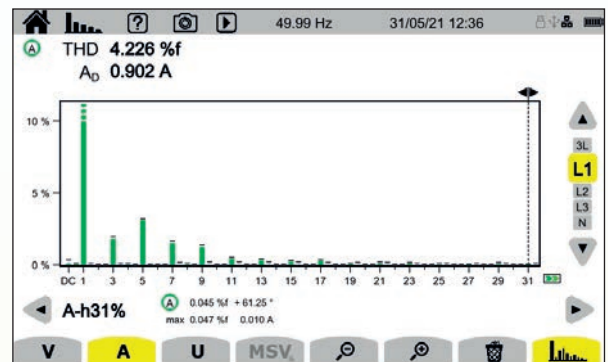 ? 49.99 Hz 31/05/21 12:36
A THD 4.226 %f
AD 0.902 A
10 %
5 %
0 %
DC 1 3 5 7 9 11 13 15 17 19 21 23 25 27 29 31
3L
L1
L2
L3
N
A-h31% A 0.045 %f +61.25 °
max 0.047 %f 0.010 A
V A U MSV